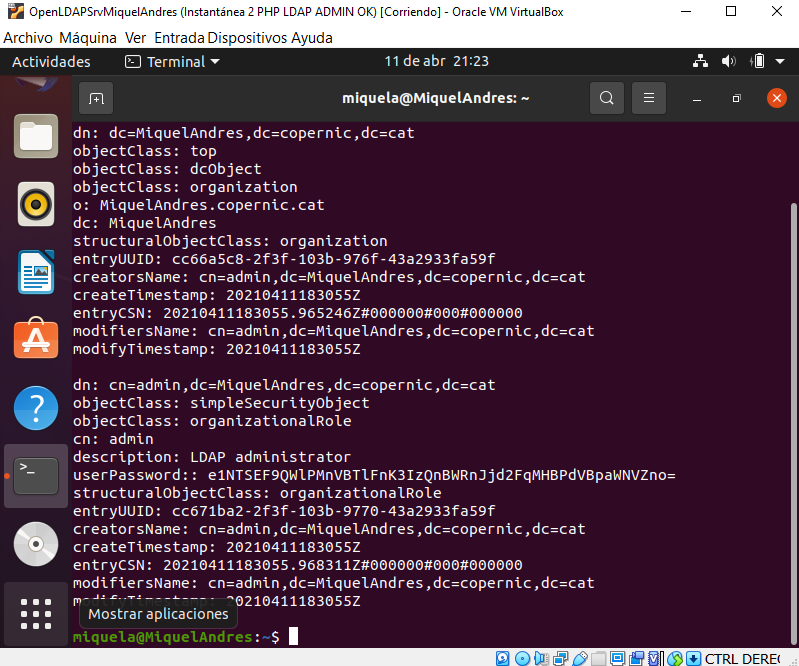 OpenLDAPSrvMiquelAndres (Instantánea 2 PHP LDAP ADMIN OK) [Corriendo] - Oracle VM VirtualBox
Archivo Máquina Ver Entrada Dispositivos Ayuda
Actividades Terminal 11 de abr 21:23
miquela@MiquelAndres: ~
dn: dc=MiquelAndres,dc=copernic,dc=cat
objectClass: top
objectClass: dcObject
objectClass: organization
o: MiquelAndres.copernic.cat
dc: MiquelAndres
structuralObjectClass: organization
entryUUID: cc66a5c8-2f3f-103b-976f-43a2933fa59f
creatorsName: cn=admin,dc=MiquelAndres,dc=copernic,dc=cat
createTimestamp: 20210411183055Z
entryCSN: 20210411183055.965246Z#000000#000#000000
modifiersName: cn=admin,dc=MiquelAndres,dc=copernic,dc=cat
modifyTimestamp: 20210411183055Z
dn: cn=admin,dc=MiquelAndres,dc=copernic,dc=cat
objectClass: simpleSecurityObject
objectClass: organizationalRole
cn: admin
description: LDAP administrator
userPassword:: e1NTSEF9QWlPMnVBTlFnK3IzQnBWRnJjd2FqMHBPdVBpaWNVZno=
structuralObjectClass: organizationalRole
entryUUID: cc671ba2-2f3f-103b-9770-43a2933fa59f
creatorsName: cn=admin,dc=MiquelAndres,dc=copernic,dc=cat
createTimestamp: 20210411183055Z
entryCSN: 20210411183055.968311Z#000000#000#000000
modifiersName: cn=admin,dc=MiquelAndres,dc=copernic,dc=cat
modifyTimestamp: 20210411183055Z
Mostrar aplicaciones
miquela@MiquelAndres:~$
CTRL DEREC